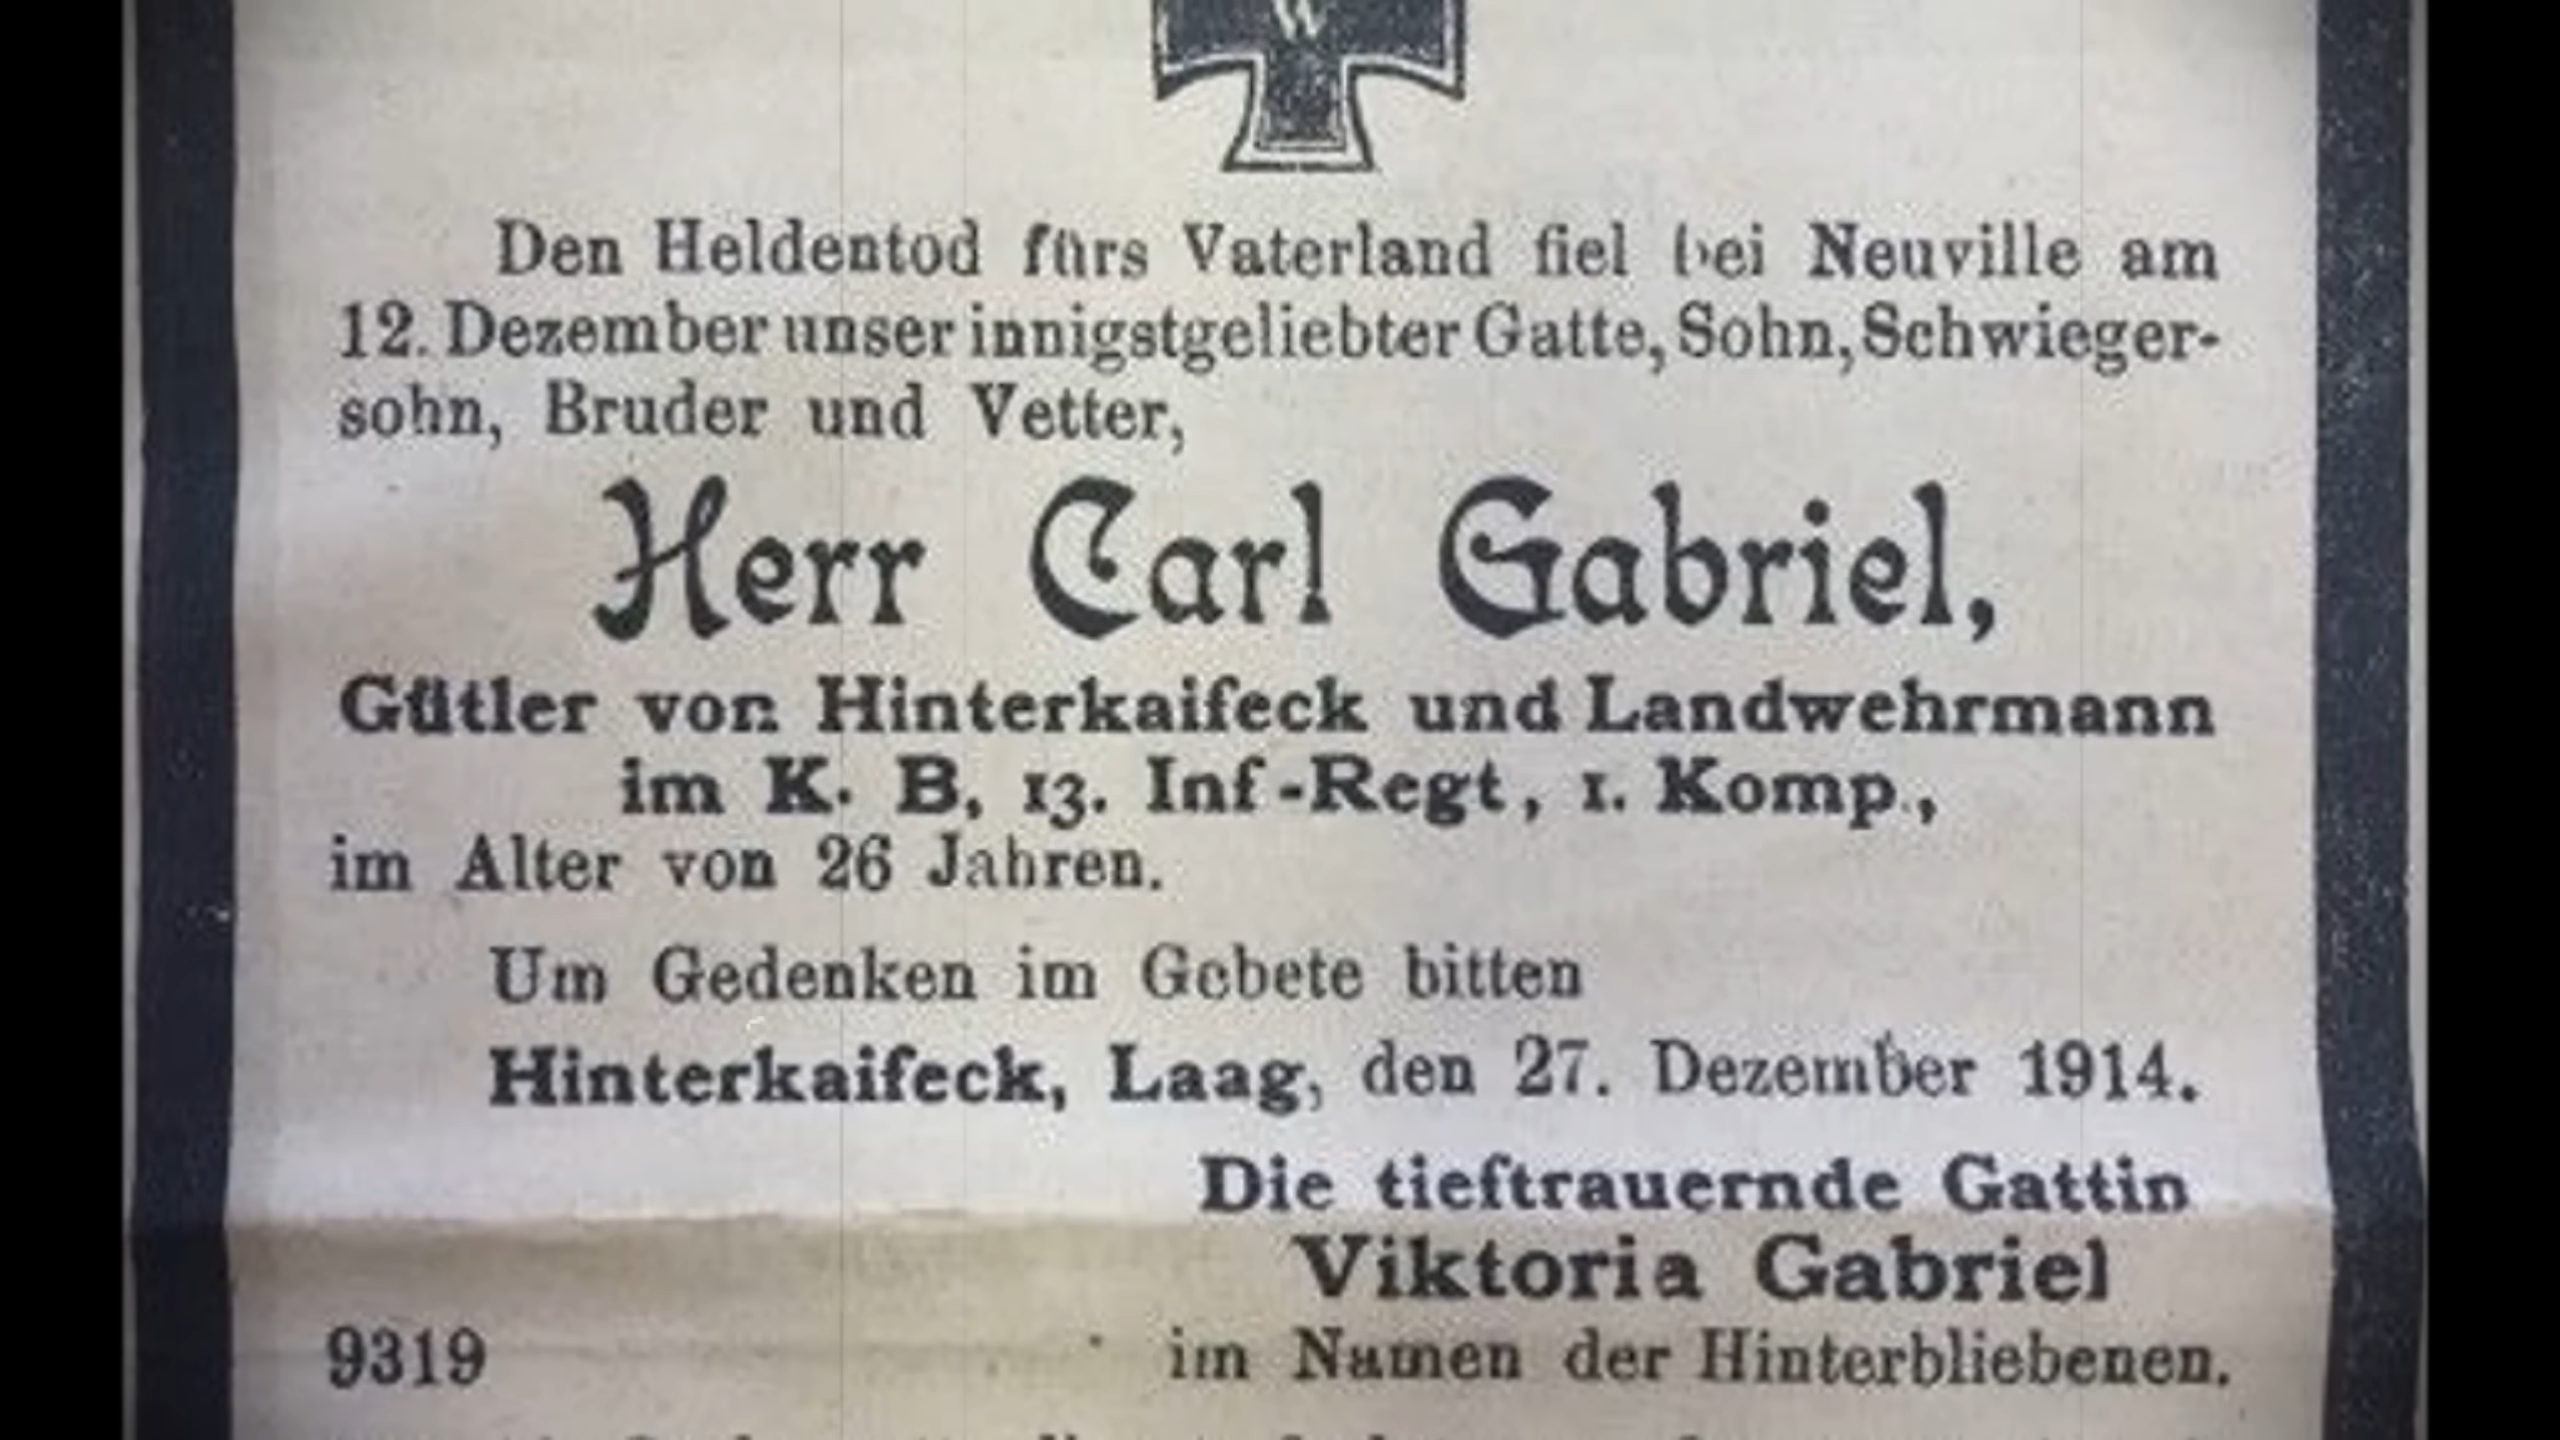 W
Den Heldentod fürs Vaterland fiel bei Neuville am
12. Dezember unser innigstgeliebter Gatte, Sohn, Schwieger-
sohn, Bruder und Vetter,
Herr Carl Gabriel,
Gütler von Hinterkaifeck und Landwehrmann
im K. B. 13. Inf-Regt, 1. Komp.,
im Alter von 26 Jahren.
Um Gedenken im Gebete bitten
Hinterkaifeck, Laag, den 27. Dezember 1914.
Die tieftrauernde Gattin
Viktoria Gabriel
9319 im Namen der Hinterbliebenen.